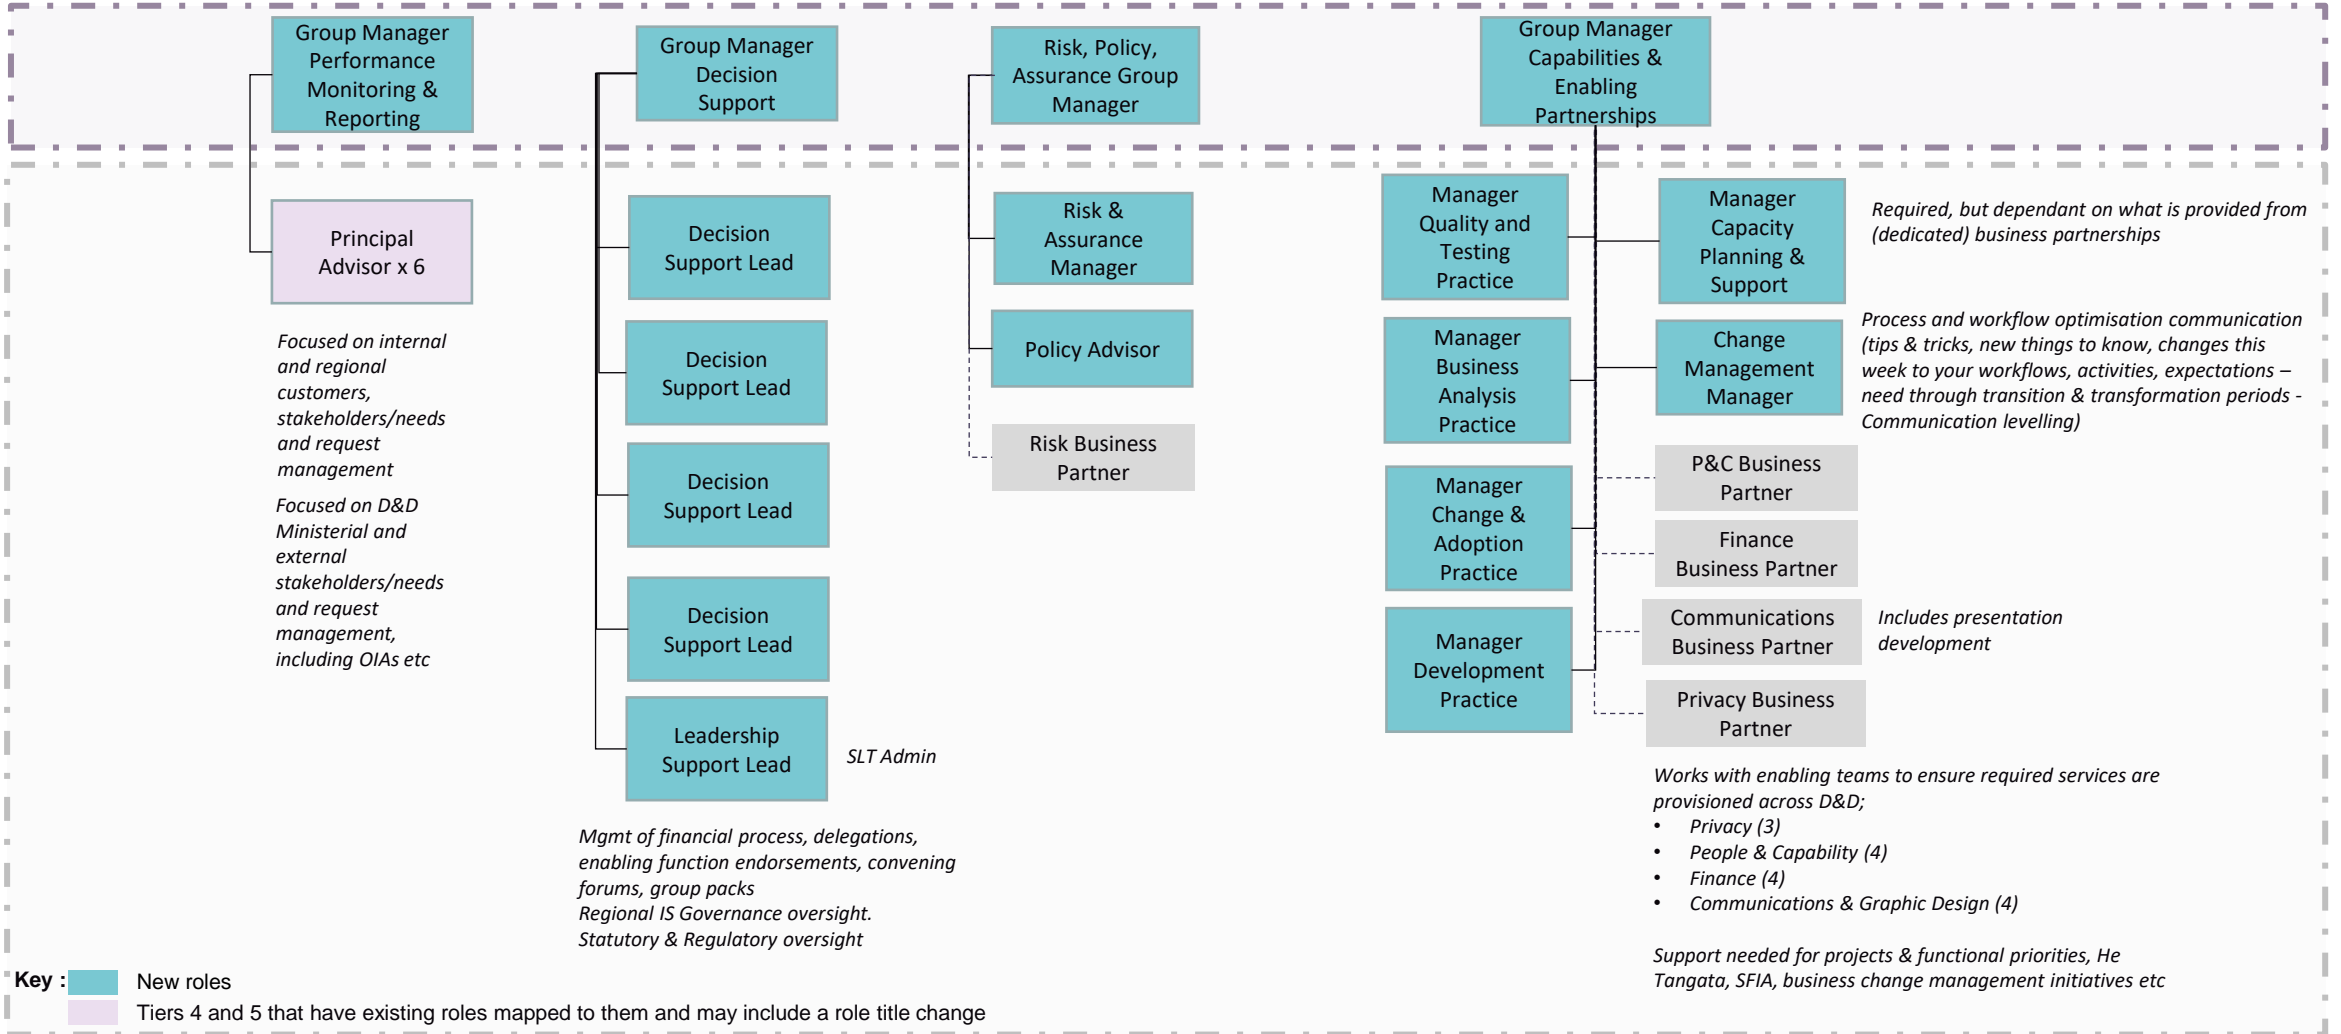 Group Manager
Performance
Monitoring &
Reporting
Group Manager
Decision
Support
Risk, Policy,
Assurance Group
Manager
Group Manager
Capabilities &
Enabling
Partnerships
Principal
Advisor x 6
Focused on internal
and regional
customers,
stakeholders/needs
and request
management
Focused on D&D
Ministerial and
external
stakeholders/needs
and request
management,
including OIAs etc
Decision
Support Lead
Decision
Support Lead
Decision
Support Lead
Decision
Support Lead
Leadership
Support Lead
SLT Admin
Mgmt of financial process, delegations,
enabling function endorsements, convening
forums, group packs
Regional IS Governance oversight.
Statutory & Regulatory oversight
Risk &
Assurance
Manager
Policy Advisor
Risk Business
Partner
Manager
Quality and
Testing
Practice
Manager
Business
Analysis
Practice
Manager
Change &
Adoption
Practice
Manager
Development
Practice
Manager
Capacity
Planning &
Support
Required, but dependant on what is provided from
(dedicated) business partnerships
Change
Management
Manager
Process and workflow optimisation communication
(tips & tricks, new things to know, changes this
week to your workflows, activities, expectations –
need through transition & transformation periods -
Communication levelling)
P&C Business
Partner
Finance
Business Partner
Communications
Business Partner
Includes presentation
development
Privacy Business
Partner
Works with enabling teams to ensure required services are
provisioned across D&D;
• Privacy (3)
• People & Capability (4)
• Finance (4)
• Communications & Graphic Design (4)
Support needed for projects & functional priorities, He
Tangata, SFIA, business change management initiatives etc
Key :
New roles
Tiers 4 and 5 that have existing roles mapped to them and may include a role title change